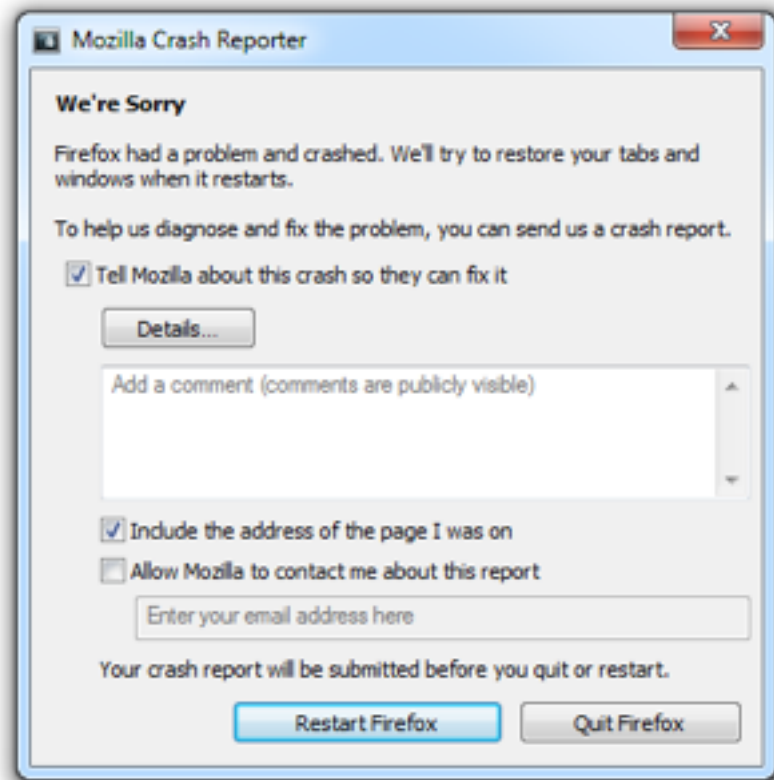 Mozilla Crash Reporter
We're Sorry
Firefox had a problem and crashed. We'll try to restore your tabs and
windows when it restarts.
To help us diagnose and fix the problem, you can send us a crash report.
Tell Mozilla about this crash so they can fix it
Details...
Add a comment (comments are publicly visible)
Include the address of the page I was on
Allow Mozilla to contact me about this report
Enter your email address here
Your crash report will be submitted before you quit or restart.
Restart Firefox
Quit Firefox